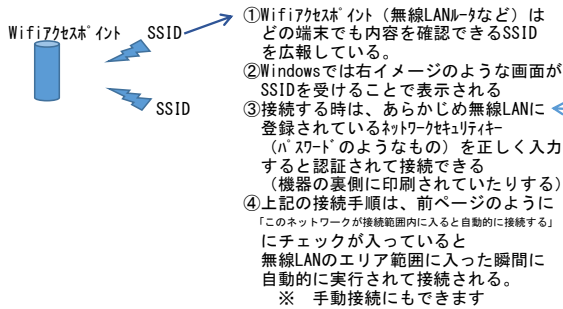 Wifiｱｸｾｽﾎﾟｲﾝﾄ
SSID
SSID
①Wifiｱｸｾｽﾎﾟｲﾝﾄ（無線LANﾙｰﾀなど）は
どの端末でも内容を確認できるSSID
を広報している。
②Windowsでは右イメージのような画面が
SSIDを受けることで表示される
③接続する時は、あらかじめ無線LANに
登録されているﾈｯﾄﾜｰｸｾｷｭﾘﾃｨｷｰ
（ﾊﾟｽﾜｰﾄﾞのようなもの）を正しく入力
すると認証されて接続できる
（機器の裏側に印刷されていたりする）
④上記の接続手順は、前ページのように
「このネットワークが接続範囲内に入ると自動的に接続する」
にチェックが入っていると
無線LANのエリア範囲に入った瞬間に
自動的に実行されて接続される。
※　手動接続にもできます